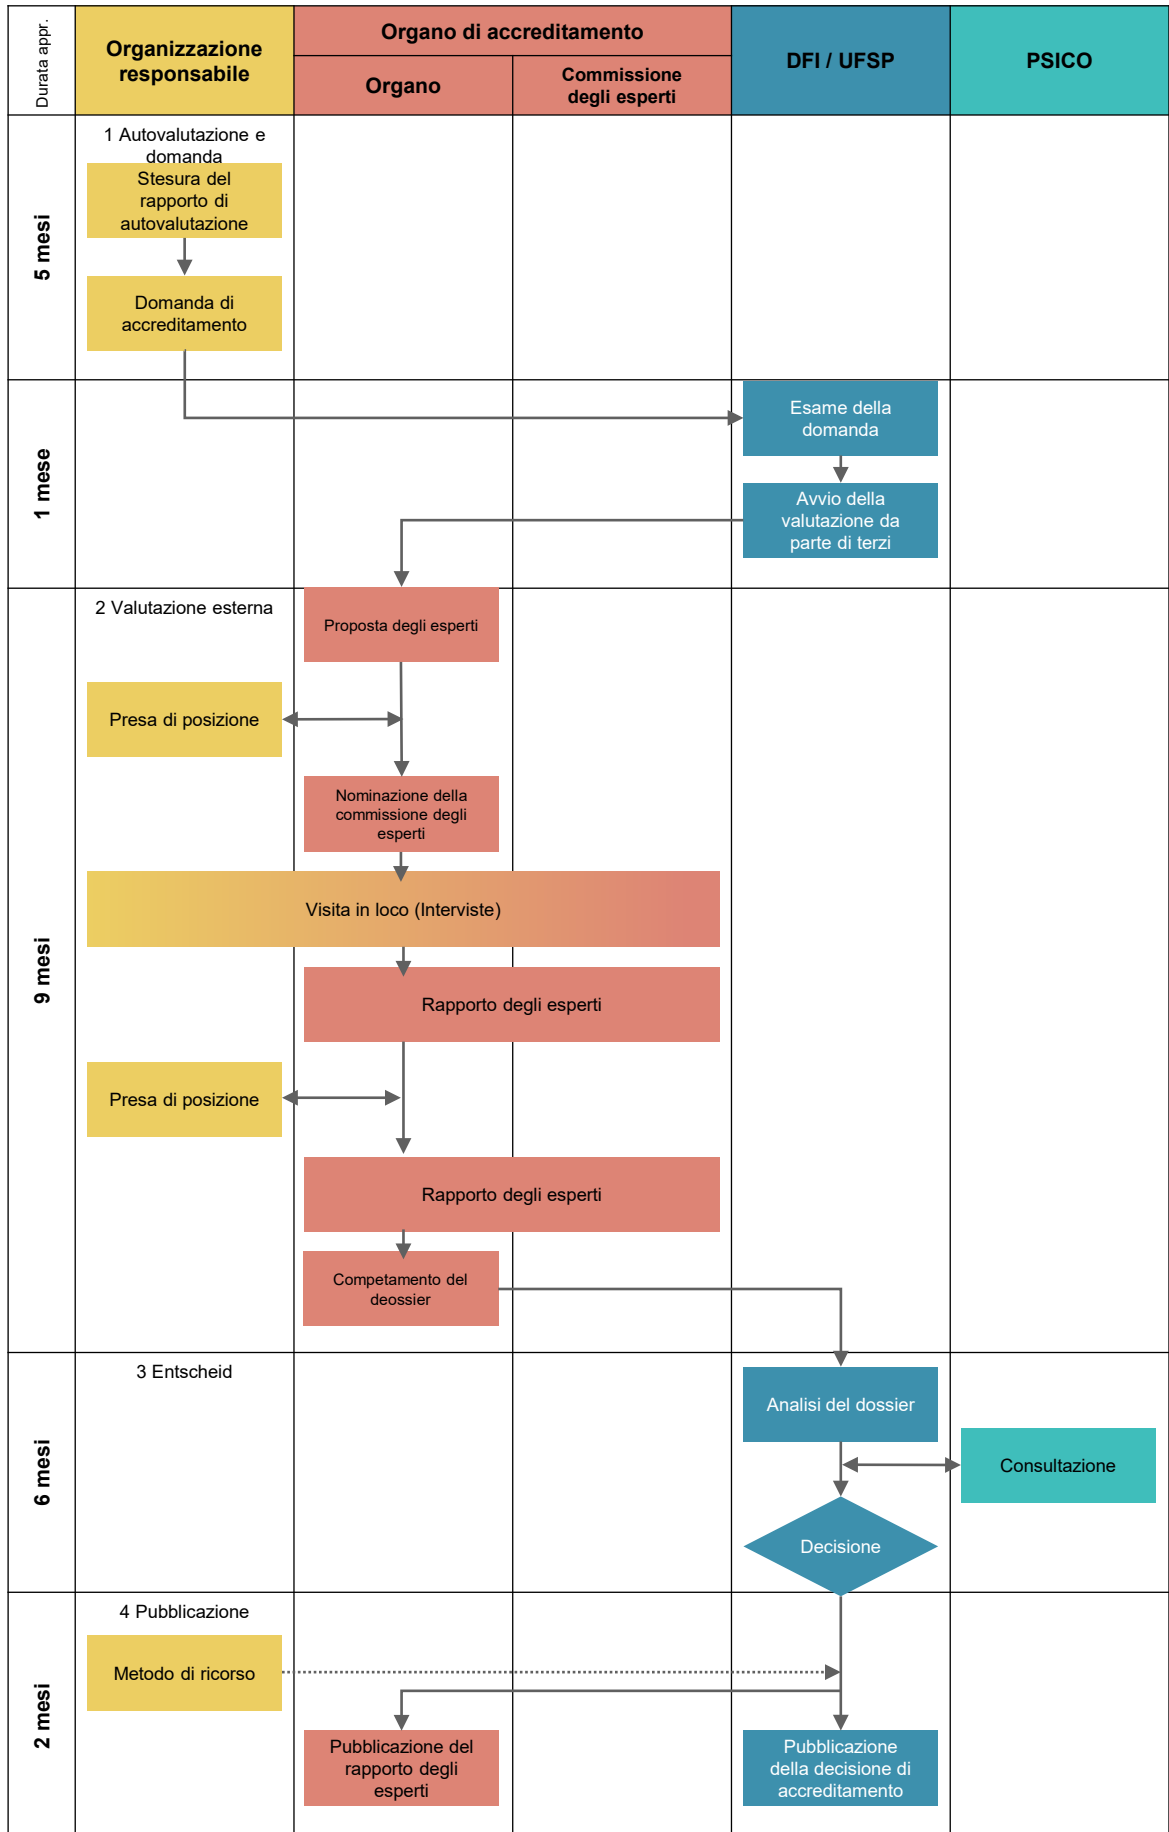 Durata appr.
Organizzazione
responsabile
Organo di accreditamento
Organo
Commissione
degli esperti
DFI / UFSP
PSICO
5 mesi
1 Autovalutazione e
domanda
Stesura del
rapporto di
autovalutazione
Domanda di
accreditamento
1 mese
Esame della
domanda
Avvio della
valutazione da
parte di terzi
9 mesi
2 Valutazione esterna
Proposta degli esperti
Presa di posizione
Nominazione della
commissione degli
esperti
Visita in loco (Interviste)
Rapporto degli esperti
Presa di posizione
Rapporto degli esperti
Competamento del
deossier
6 mesi
3 Entscheid
Analisi del dossier
Consultazione
Decisione
2 mesi
4 Pubblicazione
Metodo di ricorso
Pubblicazione del
rapporto degli
esperti
Pubblicazione
della decisione di
accreditamento